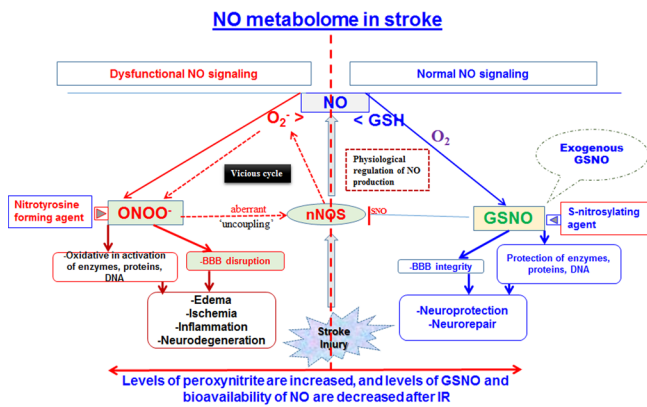 NO metabolome in stroke
Dysfunctional NO signaling
Normal NO signaling
NO
O₂⁻ >
< GSH
O₂
Exogenous
GSNO
Vicious cycle
Physiological
regulation of NO
production
Nitrotyrosine
forming agent
ONOO⁻
aberrant
'uncoupling'
nNOS
SNO
GSNO
S-nitrosylating
agent
-Oxidative in activation
of enzymes, proteins,
DNA
-BBB disruption
-BBB integrity
Protection of enzymes,
proteins, DNA
-Edema
-Ischemia
-Inflammation
-Neurodegeneration
Stroke
Injury
-Neuroprotection
-Neurorepair
Levels of peroxynitrite are increased, and levels of GSNO and
bioavailability of NO are decreased after IR